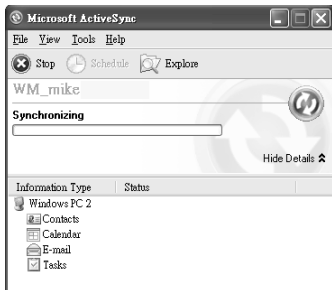 Microsoft ActiveSync
File View Tools Help
Stop Schedule Explore
WM_mike
Synchronizing
Hide Details
Information Type Status
Windows PC 2
Contacts
Calendar
E-mail
Tasks